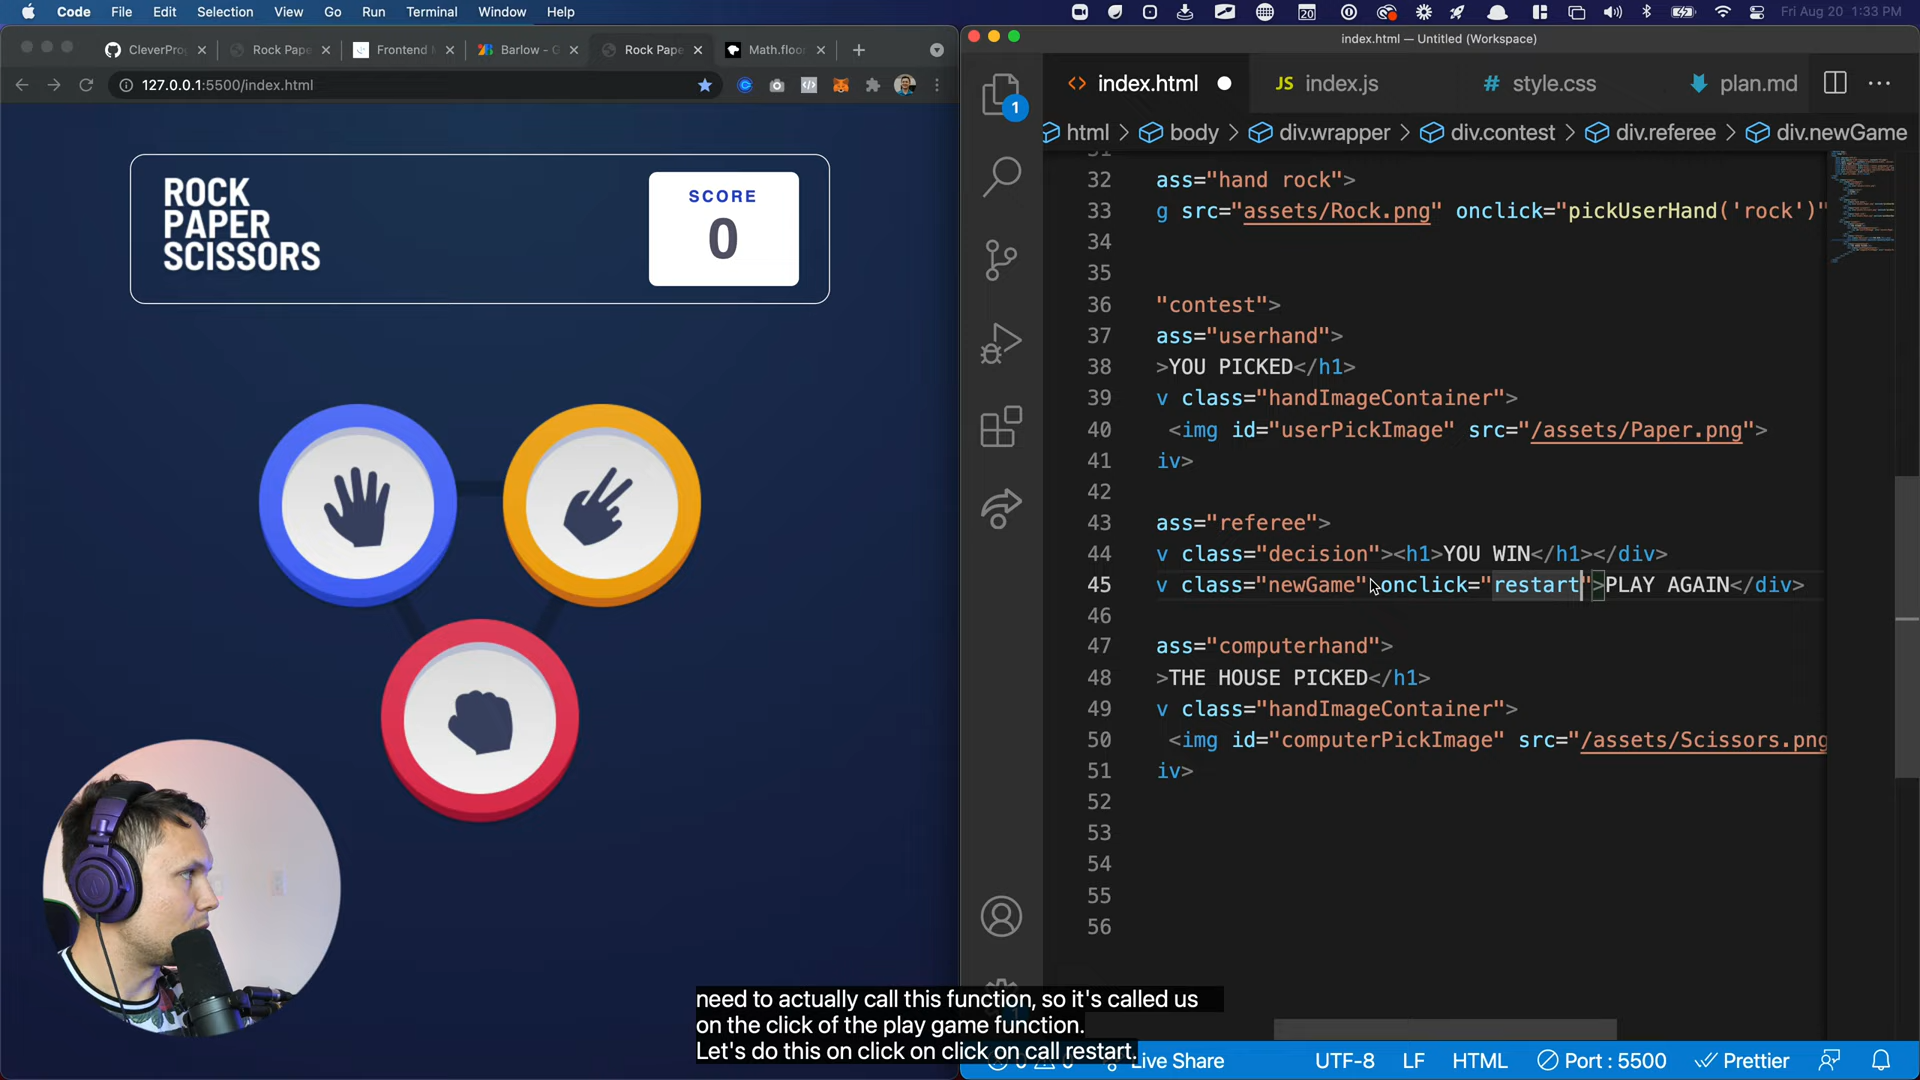 Code File Edit Selection View Go Run Terminal Window Help
20 Fri Aug 20 1:33 PM
index.html — Untitled (Workspace)
CleverPro Rock Pape Frontend Barlow - G Rock Pape Math.floo
127.0.0.1:5500/index.html
index.html JS index.js # style.css plan.md
html > body > div.wrapper > div.contest > div.referee > div.newGame
1
ROCK
PAPER
SCISSORS
SCORE
0
31
32 ass="hand rock">
33 g src="assets/Rock.png" onclick="pickUserHand('rock')"
34
35
36 "contest">
37 ass="userhand">
38 >YOU PICKED</h1>
39 v class="handImageContainer">
40 <img id="userPickImage" src="/assets/Paper.png">
41 iv>
42
43 ass="referee">
44 v class="decision"><h1>YOU WIN</h1></div>
45 v class="newGame" onclick="restart">PLAY AGAIN</div>
46
47 ass="computerhand">
48 >THE HOUSE PICKED</h1>
49 v class="handImageContainer">
50 <img id="computerPickImage" src="/assets/Scissors.png
51 iv>
52
53
54
55
56
need to actually call this function, so it's called us
on the click of the play game function.
Let's do this on click on click on call restart.
Live Share UTF-8 LF HTML Port : 5500 Prettier